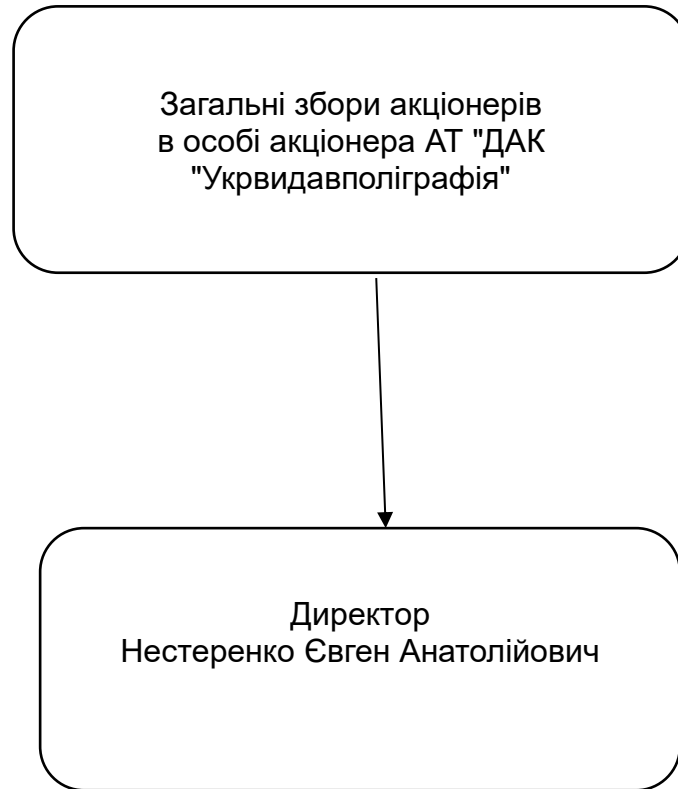 Загальні збори акціонерів
в особі акціонера АТ "ДАК
"Укрвидавполіграфія"
Директор
Нестеренко Євген Анатолійович